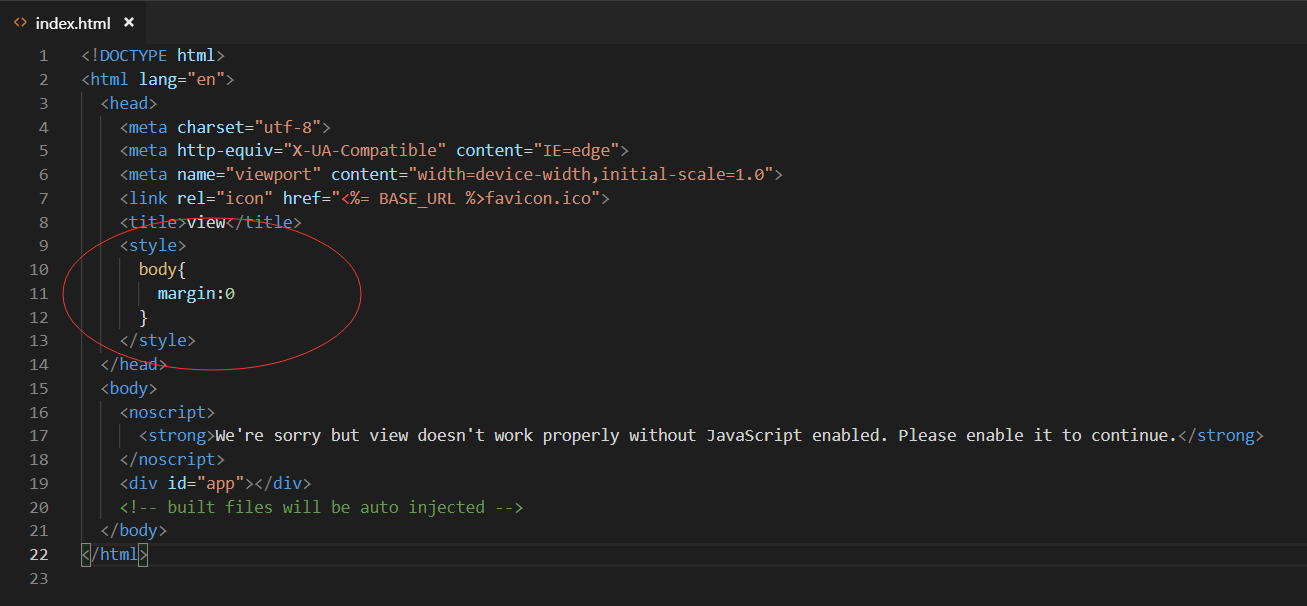 <> index.html ×
1 <!DOCTYPE html>
2 <html lang="en">
3   <head>
4     <meta charset="utf-8">
5     <meta http-equiv="X-UA-Compatible" content="IE=edge">
6     <meta name="viewport" content="width=device-width,initial-scale=1.0">
7     <link rel="icon" href="<%= BASE_URL %>favicon.ico">
8     <title>view</title>
9     <style>
10       body{
11         margin:0
12       }
13     </style>
14   </head>
15   <body>
16     <noscript>
17       <strong>We're sorry but view doesn't work properly without JavaScript enabled. Please enable it to continue.</strong>
18     </noscript>
19     <div id="app"></div>
20     <!-- built files will be auto injected -->
21   </body>
22 </html>
23